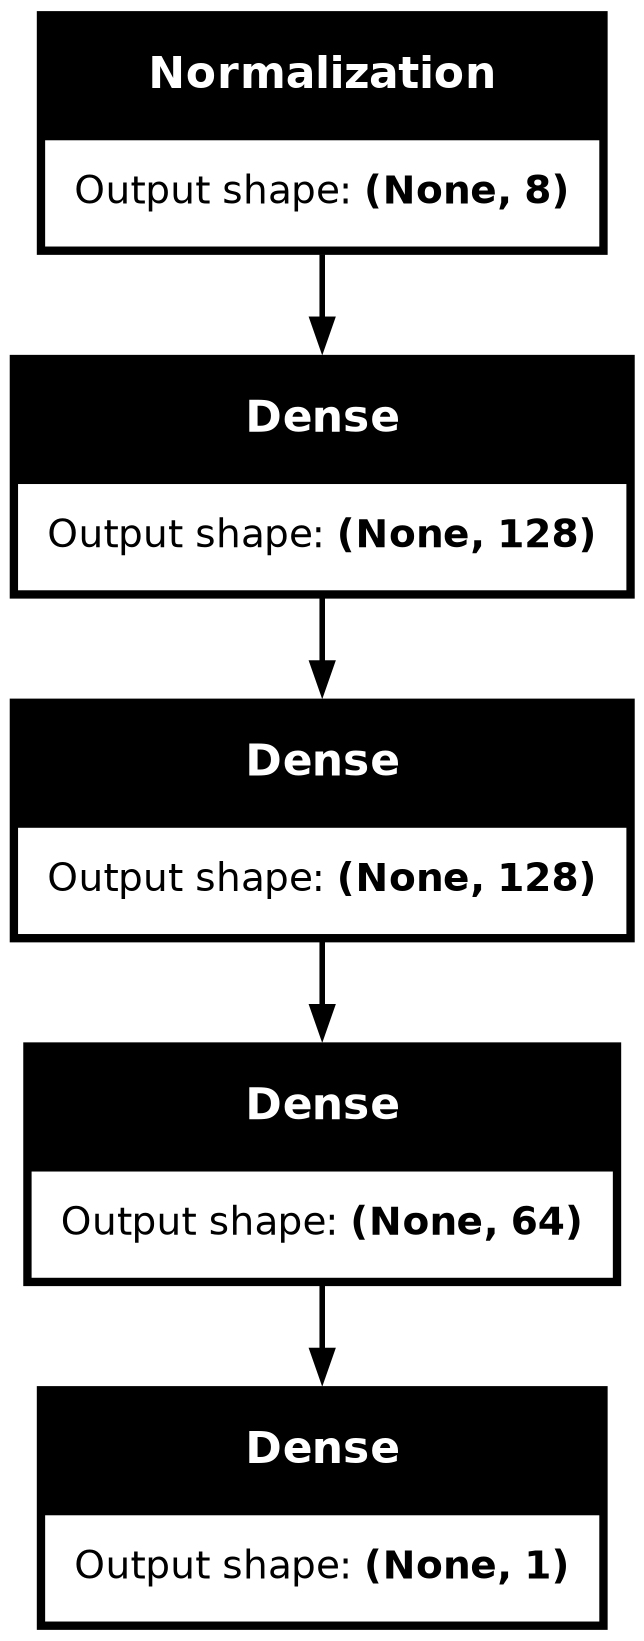 Normalization
Output shape: (None, 8)
Dense
Output shape: (None, 128)
Dense
Output shape: (None, 128)
Dense
Output shape: (None, 64)
Dense
Output shape: (None, 1)